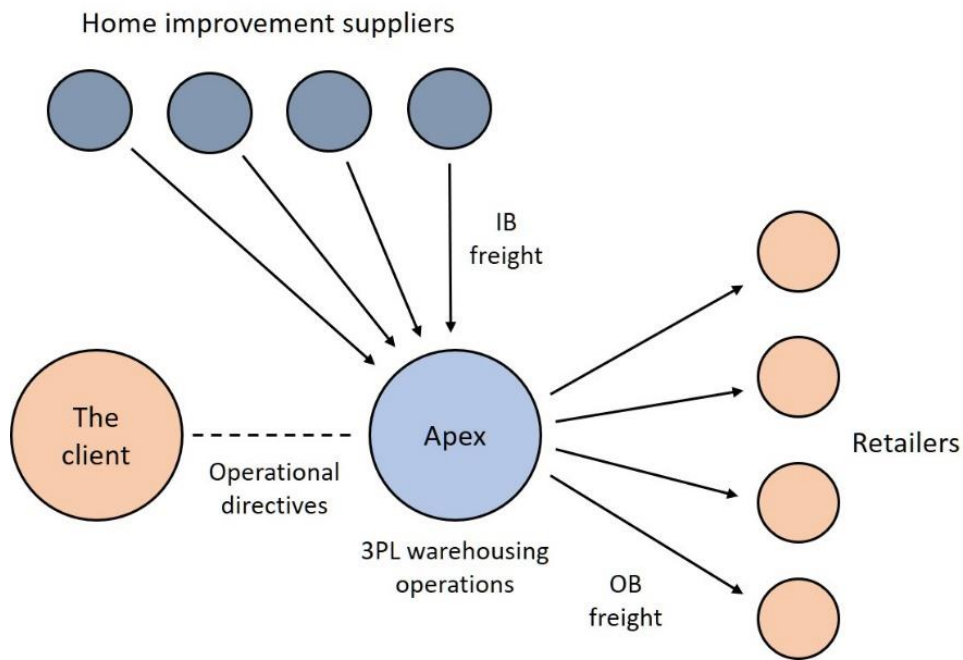 Home improvement suppliers
IB
freight
The
client
Operational
directives
Apex
3PL warehousing
operations
Retailers
OB
freight